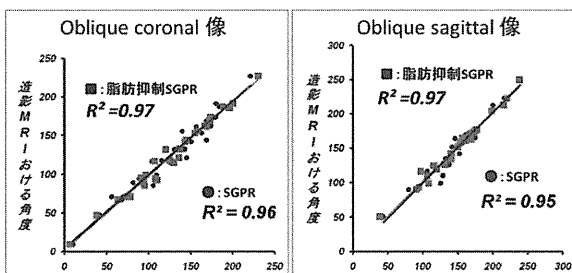 Oblique coronal 像
250
200
150
100
50
0
造影MRIおける角度
■ : 脂肪抑制SGPR
R² =0.97
● : SGPR
R² = 0.96
0 50 100 150 200 250
Oblique sagittal 像
300
250
200
150
100
50
0
造影MRIおける角度
■ : 脂肪抑制SGPR
R² =0.97
● : SGPR
R² = 0.95
0 50 100 150 200 250 300